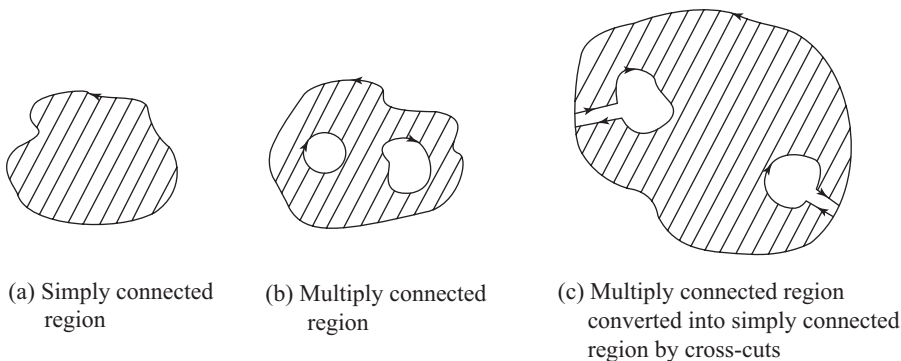 (a) Simply connected
region
(b) Multiply connected
region
(c) Multiply connected region
converted into simply connected
region by cross-cuts